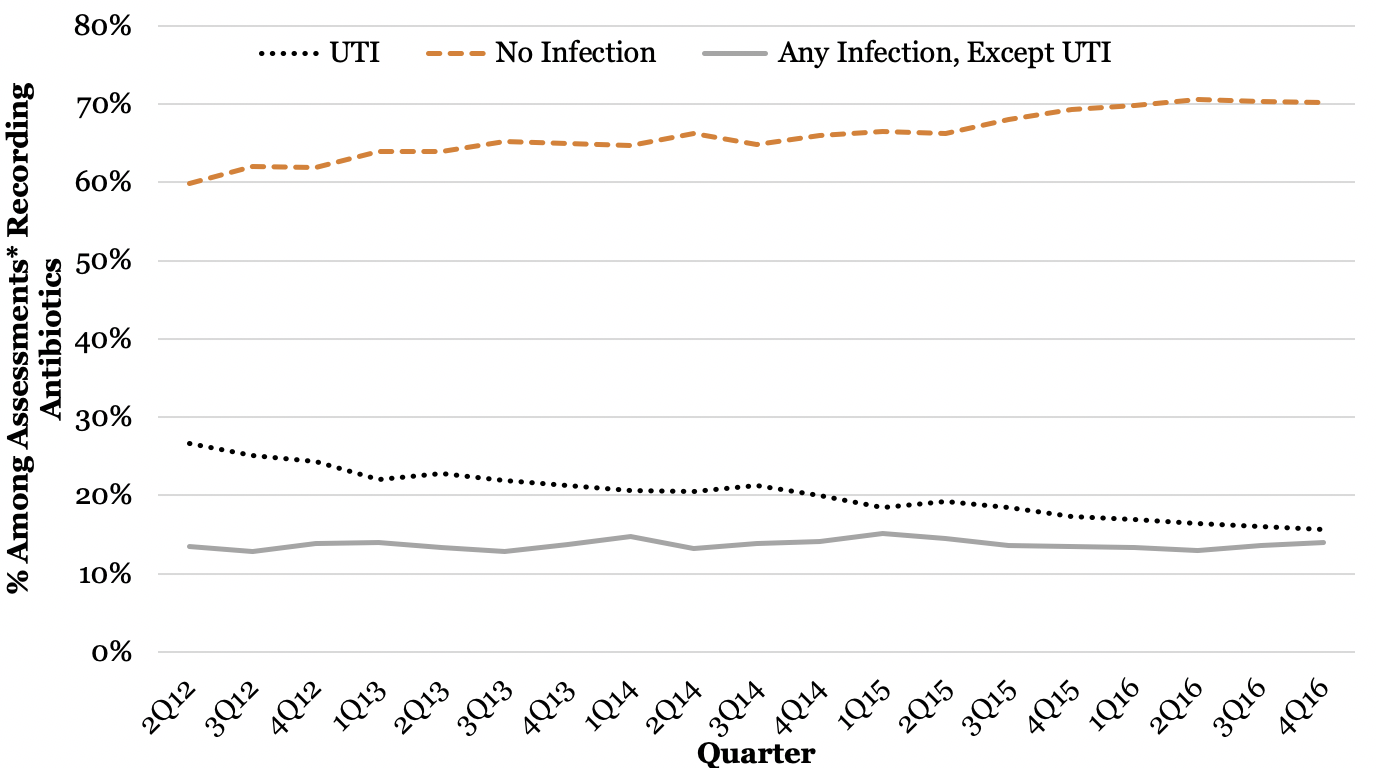 80%
UTI No Infection Any Infection, Except UTI
70%
60%
50%
40%
30%
20%
10%
0%
% Among Assessments* Recording
Antibiotics
2Q12 3Q12 4Q12 1Q13 2Q13 3Q13 4Q13 1Q14 2Q14 3Q14 4Q14 1Q15 2Q15 3Q15 4Q15 1Q16 2Q16 3Q16 4Q16
Quarter